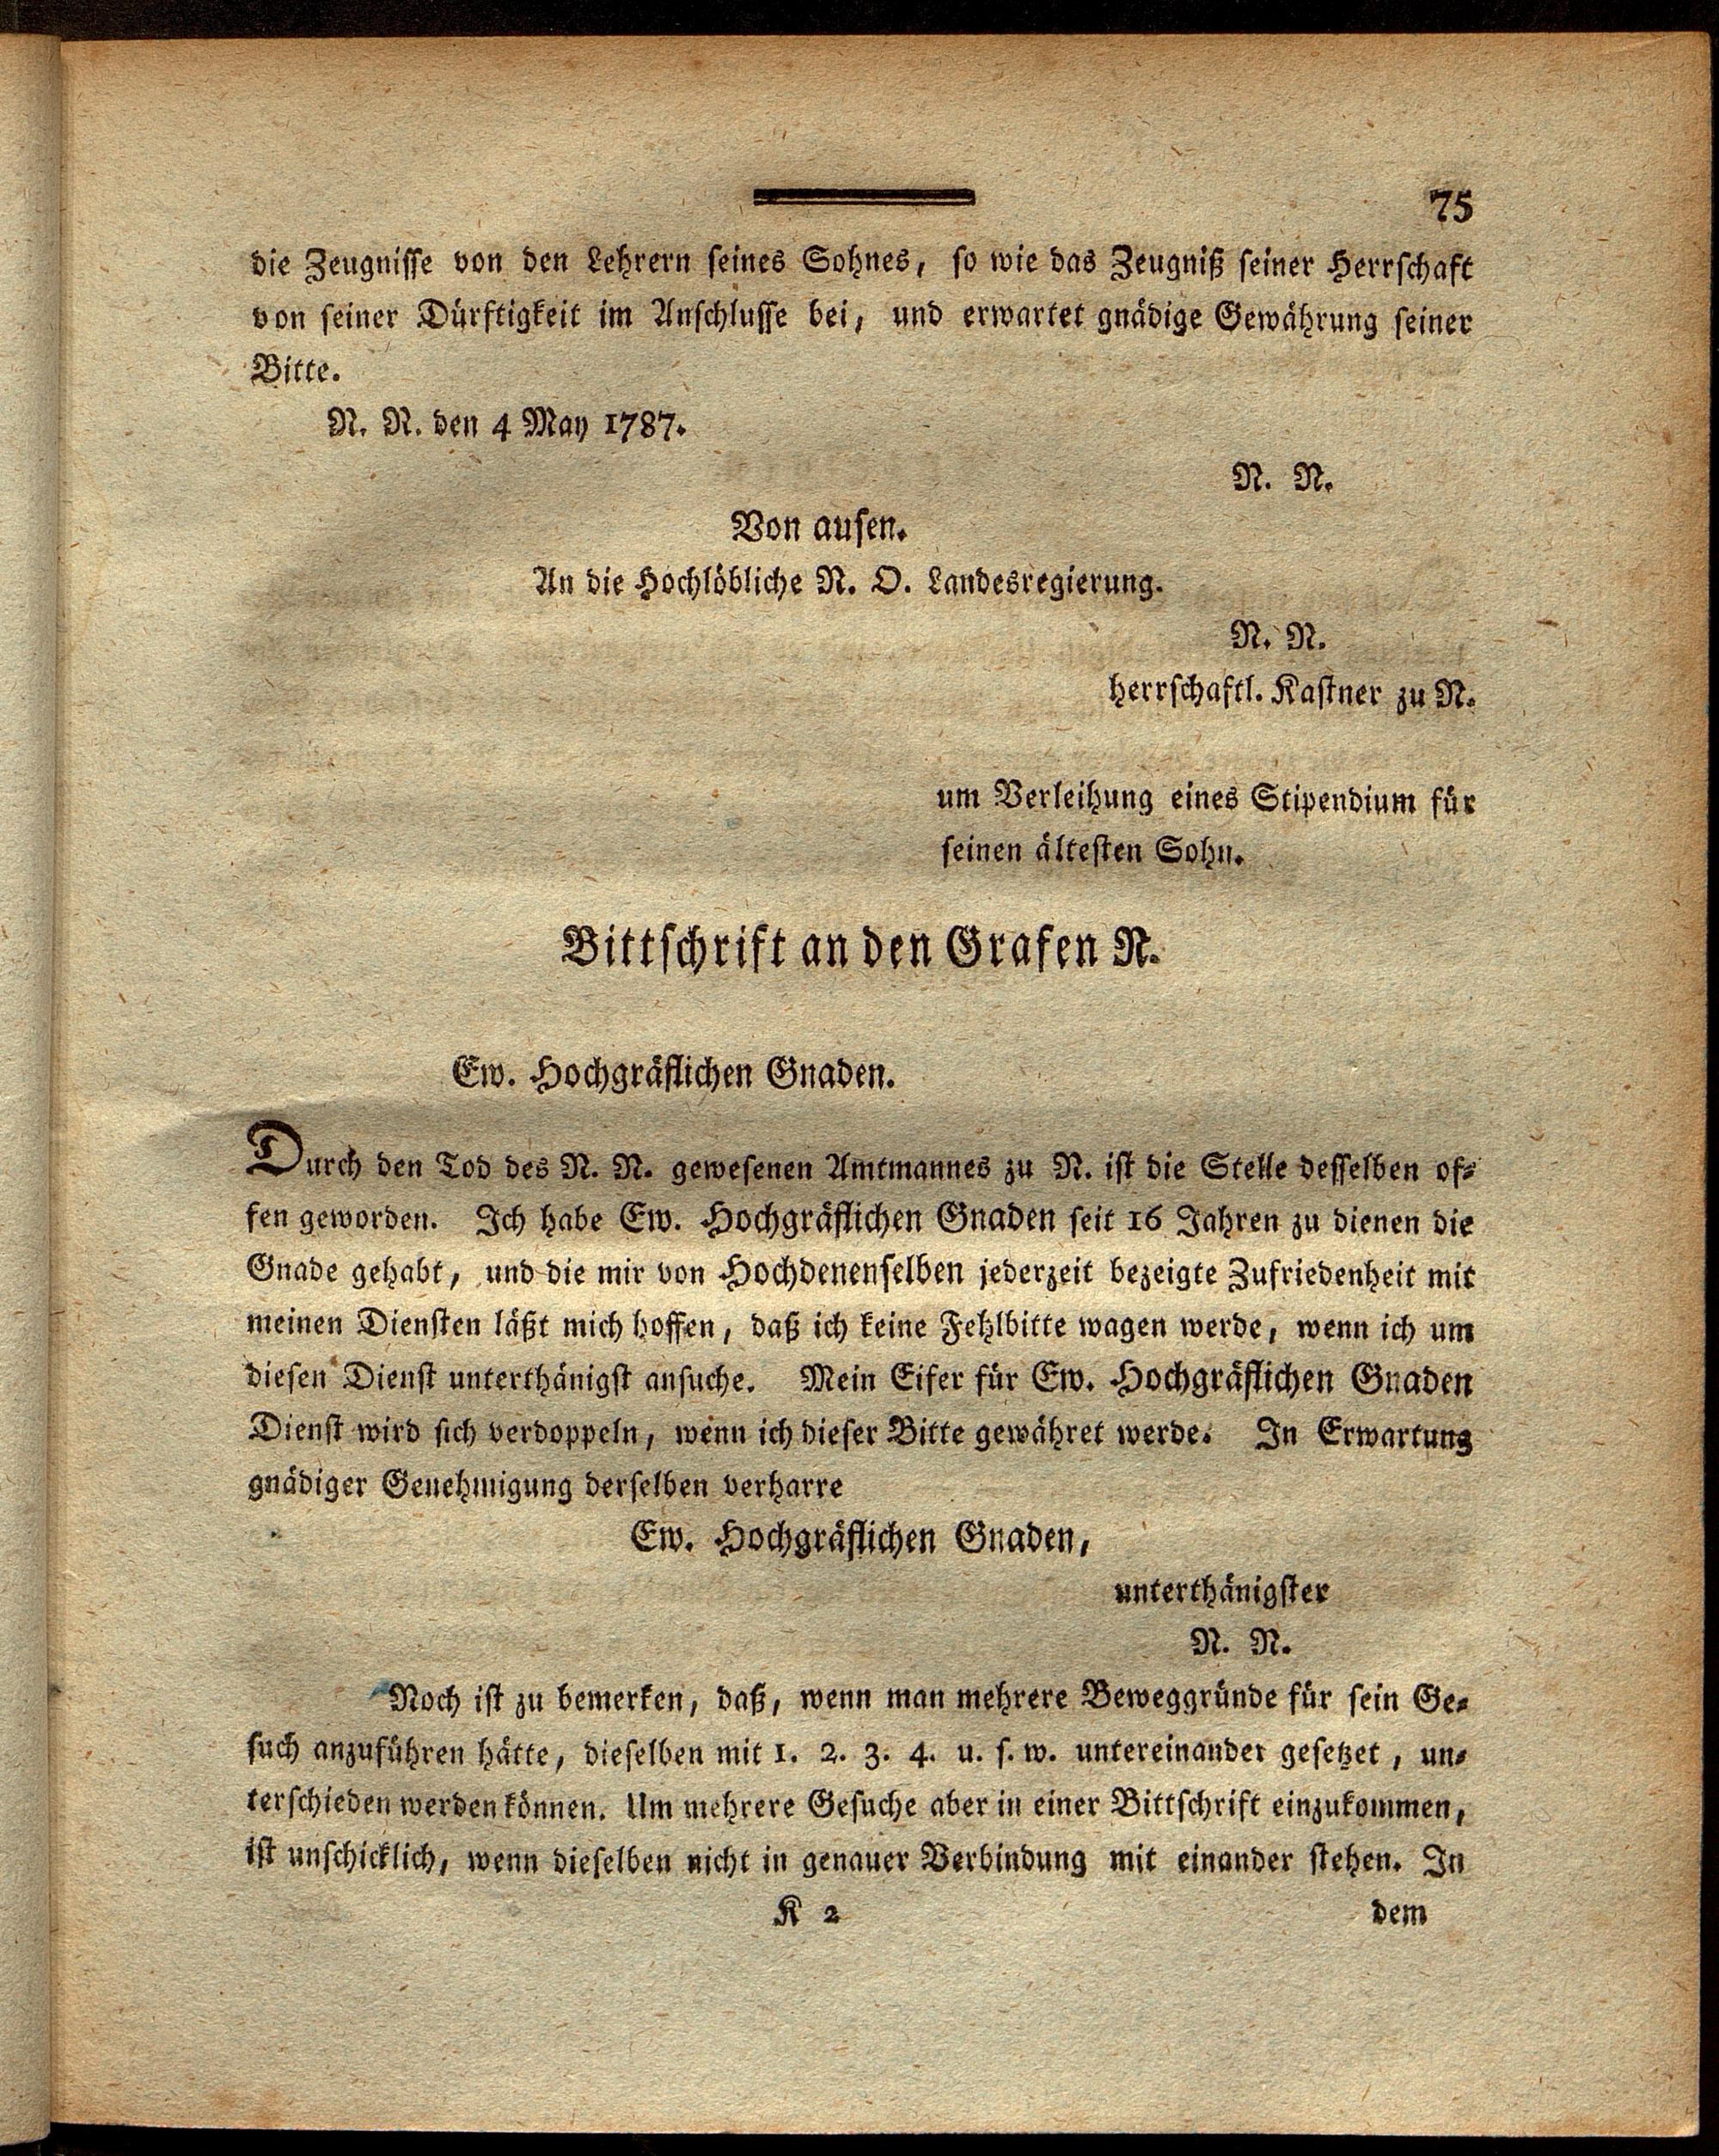 75
die Zeugnisse von den Lehrern seines Sohnes, so wie das Zeugniß seiner Herrschaft
von seiner Dürftigkeit im Anschlusse bei, und erwartet gnädige Gewährung seiner
Bitte.
N. N. den 4 May 1787.
N. N.
Von ausen.
An die Hochlöbliche N. O. Landesregierung.
N. N.
herrschaftl. Kastner zu N.
um Verleihung eines Stipendium für
seinen ältesten Sohn.
Bittschrift an den Grafen N.
Ew. Hochgräflichen Gnaden.
Durch den Tod des N. N. gewesenen Amtmannes zu N. ist die Stelle desselben of-
fen geworden. Ich habe Ew. Hochgräflichen Gnaden seit 16 Jahren zu dienen die
Gnade gehabt, und die mir von Hochdenenselben jederzeit bezeigte Zufriedenheit mit
meinen Diensten läßt mich hoffen, daß ich keine Fehlbitte wagen werde, wenn ich um
diesen Dienst unterthänigst ansuche. Mein Eifer für Ew. Hochgräflichen Gnaden
Dienst wird sich verdoppeln, wenn ich dieser Bitte gewähret werde. In Erwartung
gnädiger Genehmigung derselben verharre
Ew. Hochgräflichen Gnaden,
unterthänigster
N. N.
Noch ist zu bemerken, daß, wenn man mehrere Beweggründe für sein Ge-
such anzuführen hätte, dieselben mit 1. 2. 3. 4. u. s. w. untereinander gesetzet, un-
terschieden werden können. Um mehrere Gesuche aber in einer Bittschrift einzukommen,
ist unschicklich, wenn dieselben nicht in genauer Verbindung mit einander stehen. In
K 2
dem